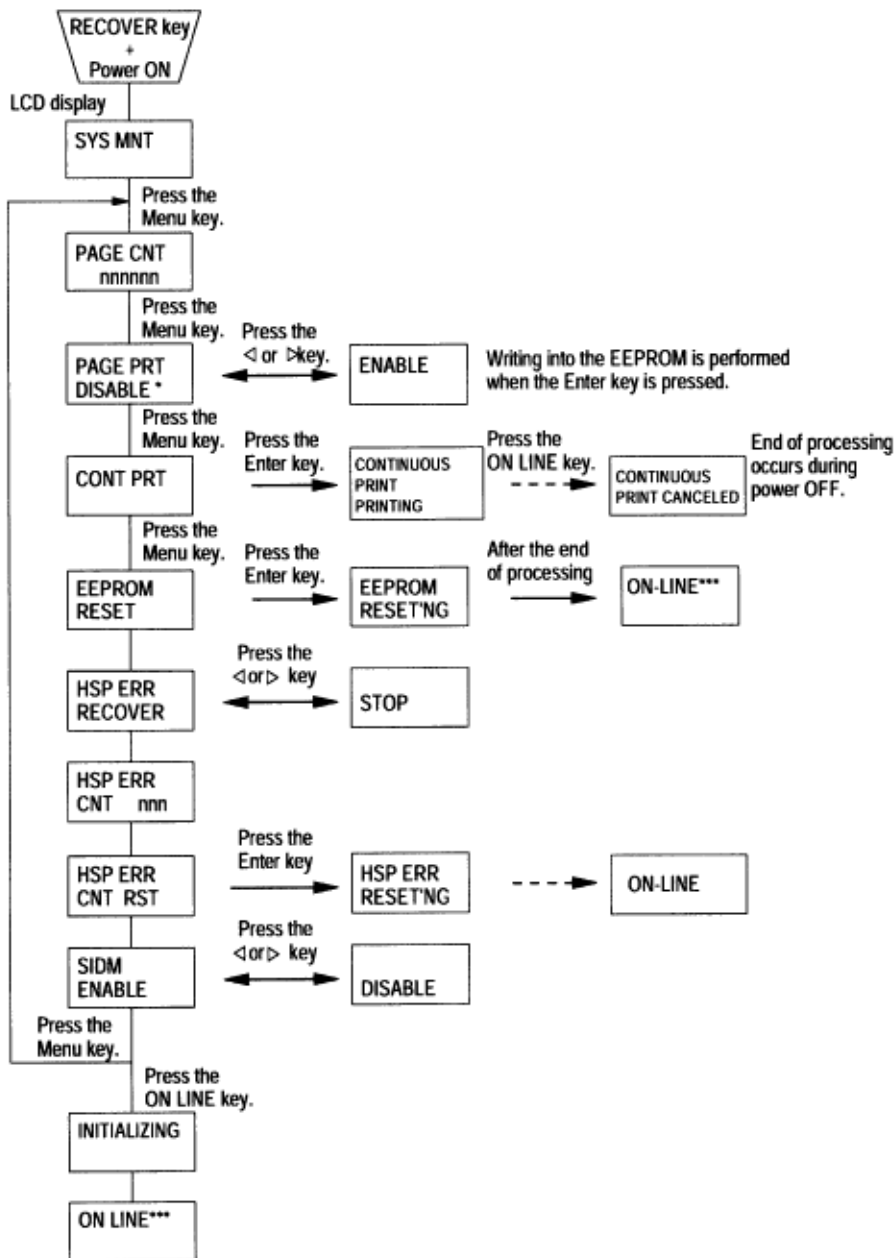 RECOVER key
+
Power ON
LCD display
SYS MNT
Press the
Menu key.
PAGE CNT
nnnnnn
Press the
Menu key.
PAGE PRT
DISABLE *
Press the
◁ or ▷key.
ENABLE
Writing into the EEPROM is performed
when the Enter key is pressed.
Press the
Menu key.
CONT PRT
Press the
Enter key.
CONTINUOUS
PRINT
PRINTING
Press the
ON LINE key.
CONTINUOUS
PRINT CANCELED
End of processing
occurs during
power OFF.
Press the
Menu key.
EEPROM
RESET
Press the
Enter key.
EEPROM
RESET'NG
After the end
of processing
ON-LINE***
HSP ERR
RECOVER
Press the
◁or▷ key
STOP
HSP ERR
CNT nnn
HSP ERR
CNT RST
Press the
Enter key
HSP ERR
RESET'NG
ON-LINE
SIDM
ENABLE
Press the
◁or▷ key
DISABLE
Press the
Menu key.
Press the
ON LINE key.
INITIALIZING
ON LINE***